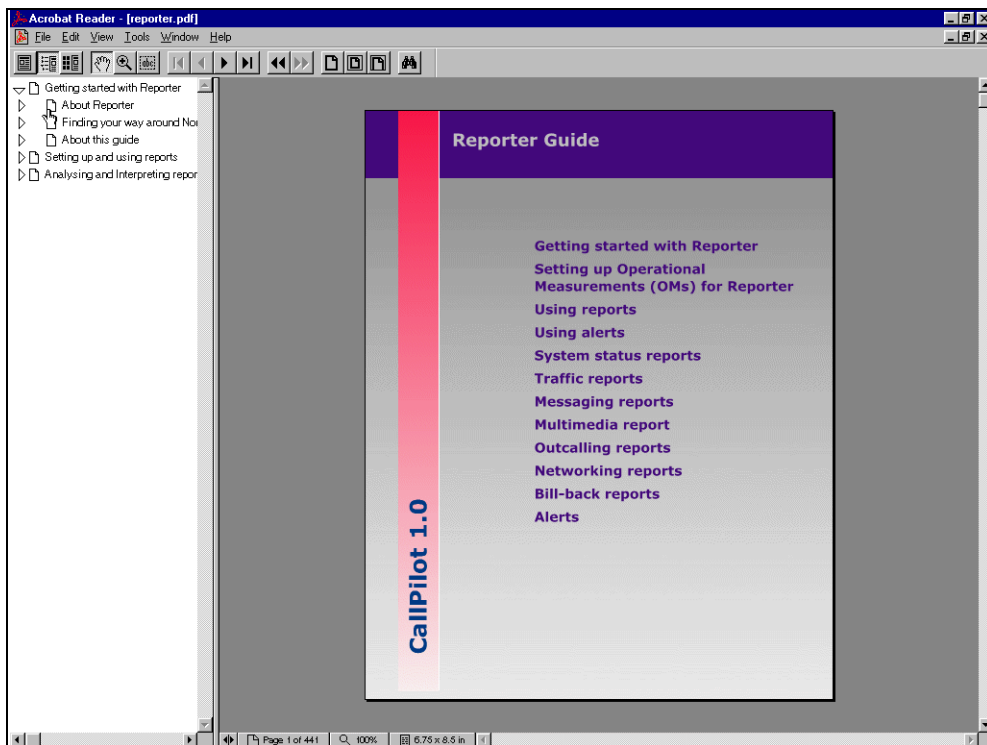 Acrobat Reader - [reporter.pdf]
File Edit View Tools Window Help
abc
Getting started with Reporter
About Reporter
Finding your way around Nor
About this guide
Setting up and using reports
Analysing and Interpreting repor
Reporter Guide
Getting started with Reporter
Setting up Operational
Measurements (OMs) for Reporter
Using reports
Using alerts
System status reports
Traffic reports
Messaging reports
Multimedia report
Outcalling reports
Networking reports
Bill-back reports
Alerts
CallPilot 1.0
Page 1 of 441
100%
6.75 x 8.5 in